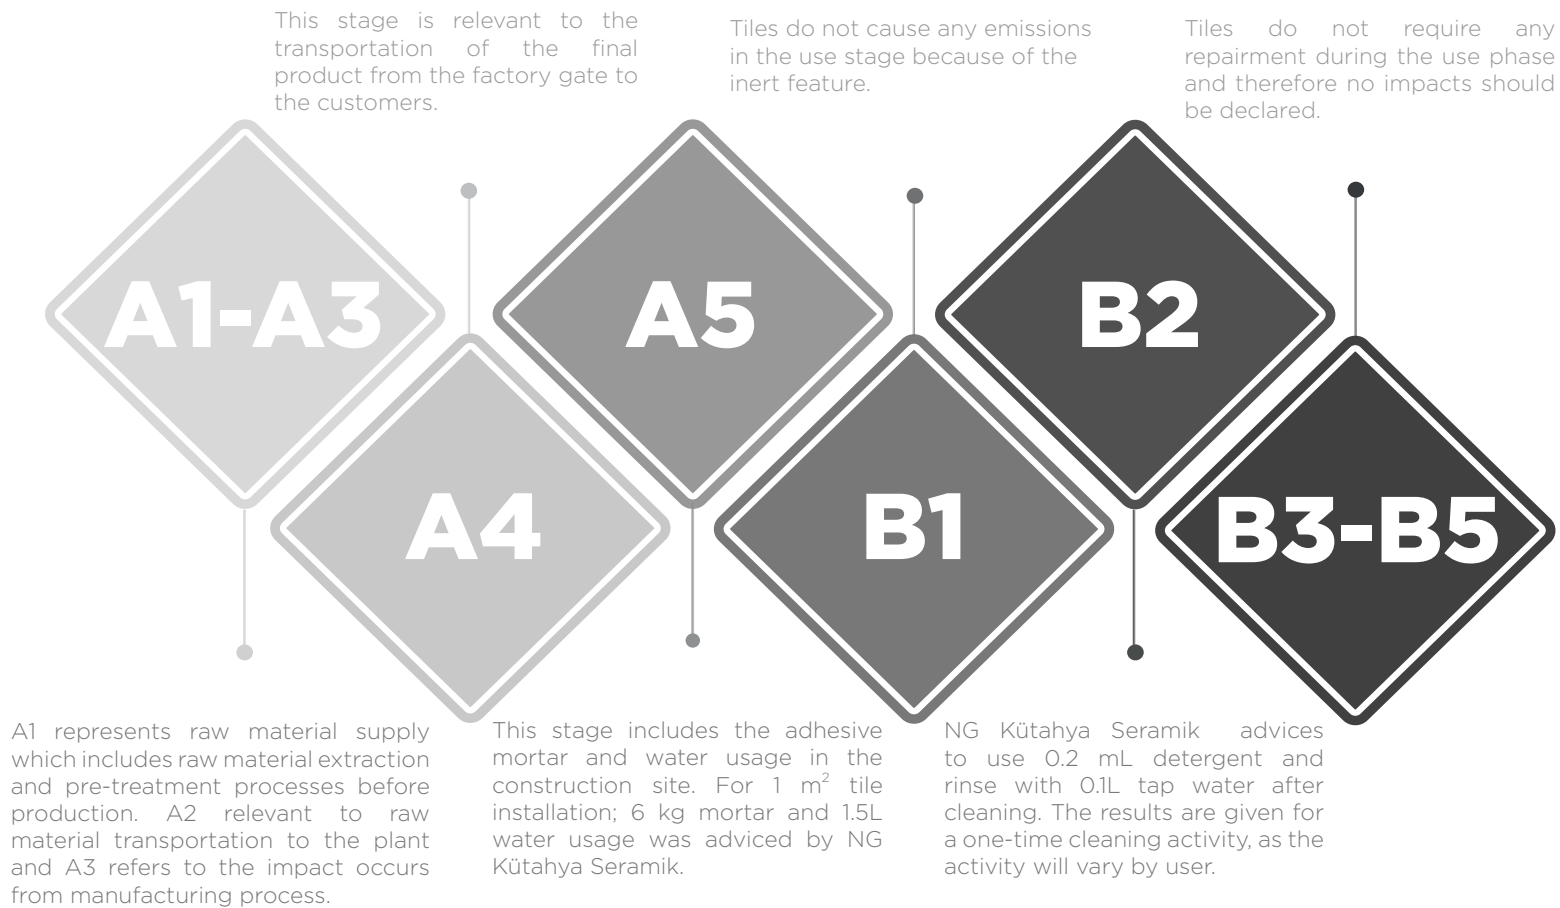 This stage is relevant to the
transportation of the final
product from the factory gate to
the customers.
Tiles do not cause any emissions
in the use stage because of the
inert feature.
Tiles do not require any
repairment during the use phase
and therefore no impacts should
be declared.
A1-A3
A5
B2
A4
B1
B3-B5
A1 represents raw material supply
which includes raw material extraction
and pre-treatment processes before
production. A2 relevant to raw
material transportation to the plant
and A3 refers to the impact occurs
from manufacturing process.
This stage includes the adhesive
mortar and water usage in the
construction site. For 1 m² tile
installation; 6 kg mortar and 1.5L
water usage was adviced by NG
Kütahya Seramik.
NG Kütahya Seramik advices
to use 0.2 mL detergent and
rinse with 0.1L tap water after
cleaning. The results are given for
a one-time cleaning activity, as the
activity will vary by user.